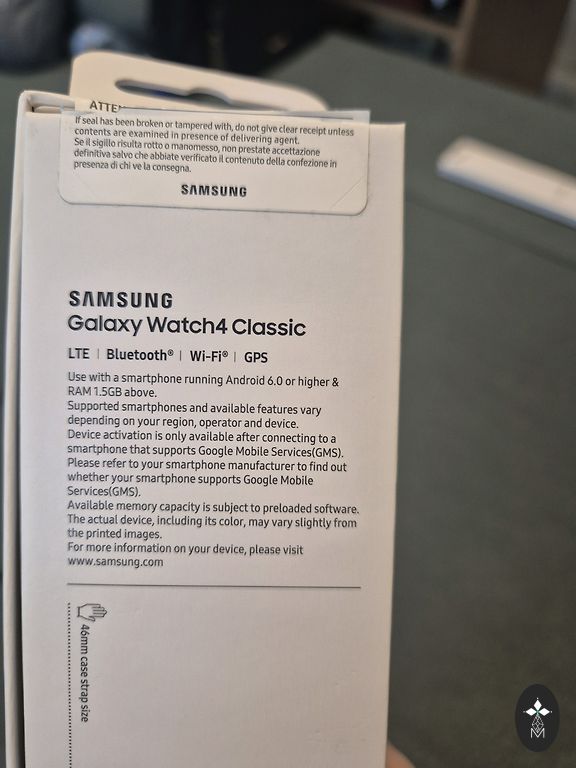 ATTE
If seal has been broken or tampered with, do not give clear receipt unless
contents are examined in presence of delivering agent.
Se il sigillo risulta rotto o manomesso, non prestate accettazione
definitiva salvo che abbiate verificato il contenuto della confezione in
presenza di chi ve la consegna.
SAMSUNG
SAMSUNG
Galaxy Watch4 Classic
LTE | Bluetooth® | Wi-Fi® | GPS
Use with a smartphone running Android 6.0 or higher &
RAM 1.5GB above.
Supported smartphones and available features vary
depending on your region, operator and device.
Device activation is only available after connecting to a
smartphone that supports Google Mobile Services(GMS).
Please refer to your smartphone manufacturer to find out
whether your smartphone supports Google Mobile
Services(GMS).
Available memory capacity is subject to preloaded software.
The actual device, including its color, may vary slightly from
the printed images.
For more information on your device, please visit
www.samsung.com
46mm case strap size
M